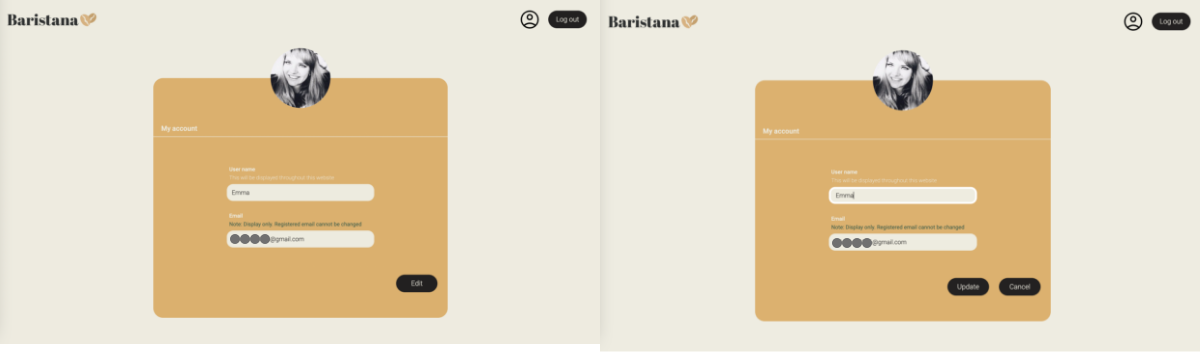 Baristana
Log out
My account
User name
This will be displayed throughout this website
Emma
Email
Note: Display only. Registered email cannot be changed
@gmail.com
Edit
Baristana
Log out
My account
User name
This will be displayed throughout this website
Emma
Email
Note: Display only. Registered email cannot be changed
@gmail.com
Update Cancel